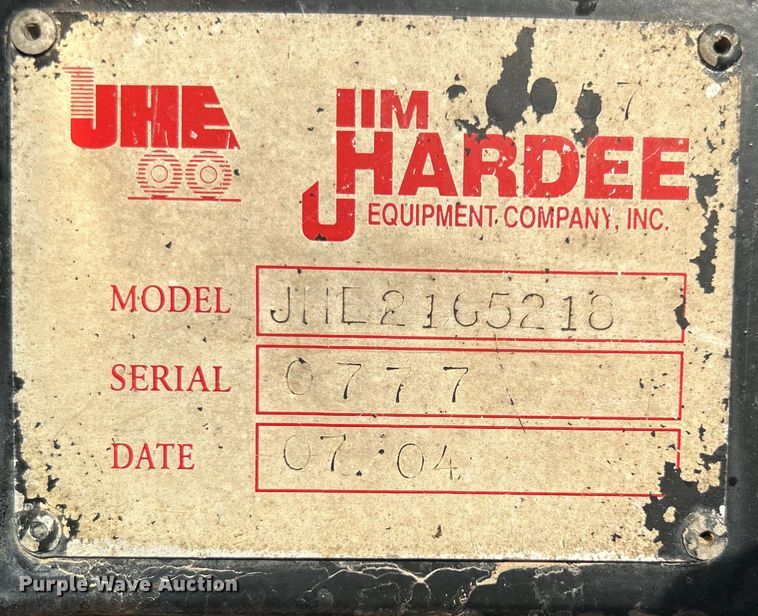 JHE
JIM
HARDEE
EQUIPMENT COMPANY, INC.
MODEL JHE2165218
SERIAL 0777
DATE 07 04
Purple Wave Auction